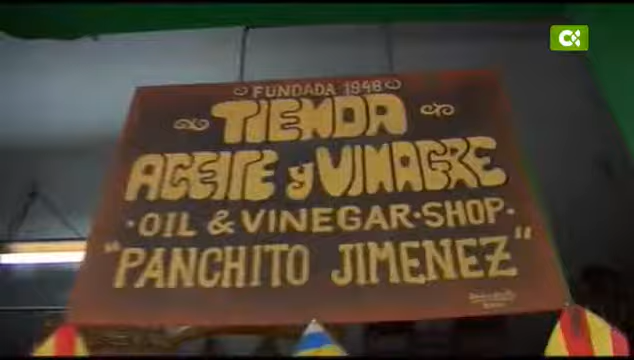 FUNDADA 1948
TIENDA
ACEITE y VINAGRE
·OIL & VINEGAR·SHOP·
"PANCHITO JIMENEZ"